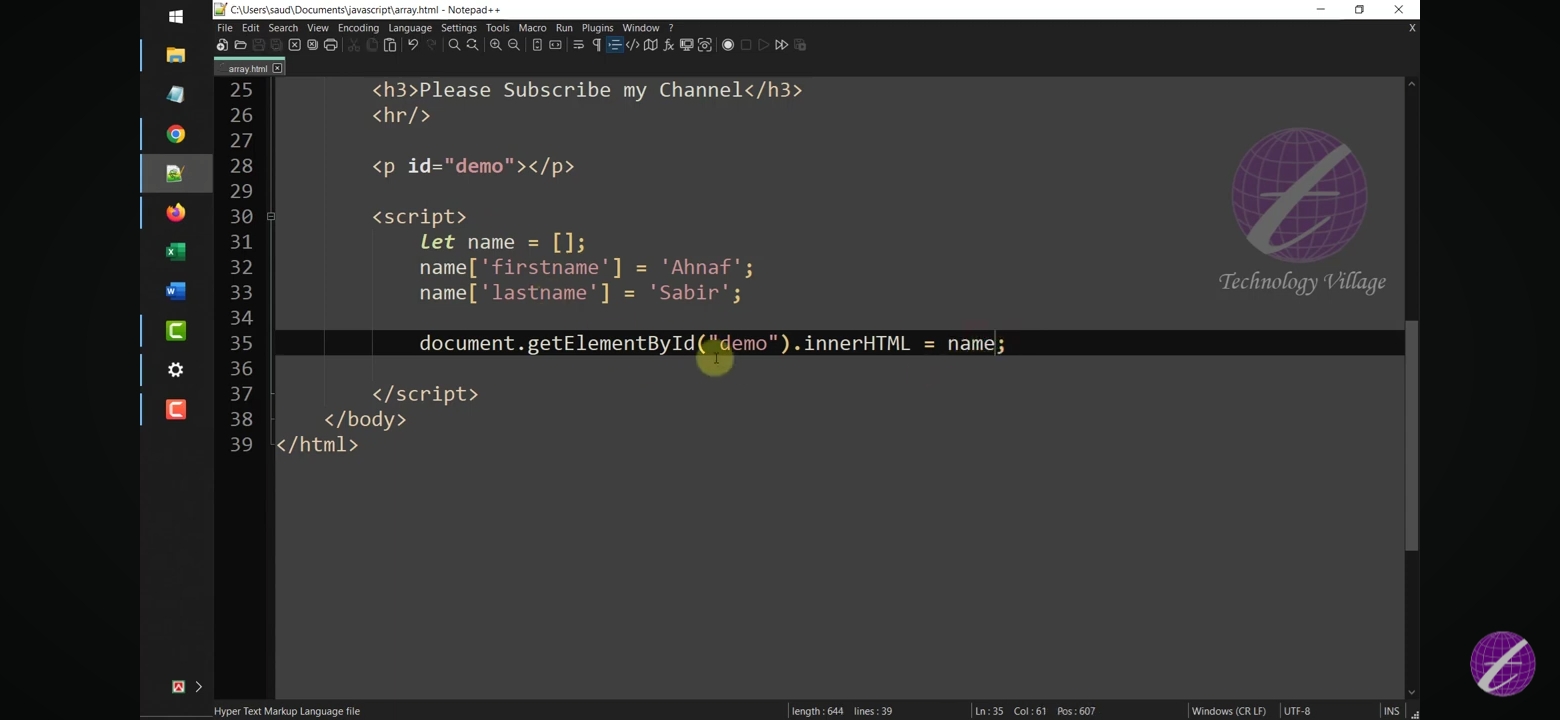 C:\Users\saud\Documents\javascript\array.html - Notepad++
File Edit Search View Encoding Language Settings Tools Macro Run Plugins Window ? X
array.html
25 <h3>Please Subscribe my Channel</h3>
26 <hr/>
27
28 <p id="demo"></p>
29
30 <script>
31 let name = [];
32 name['firstname'] = 'Ahnaf';
33 name['lastname'] = 'Sabir';
34
35 document.getElementById("demo").innerHTML = name;
36
37 </script>
38 </body>
39 </html>
Technology Village
Hyper Text Markup Language file length : 644 lines : 39 Ln : 35 Col : 61 Pos : 607 Windows (CR LF) UTF-8 INS